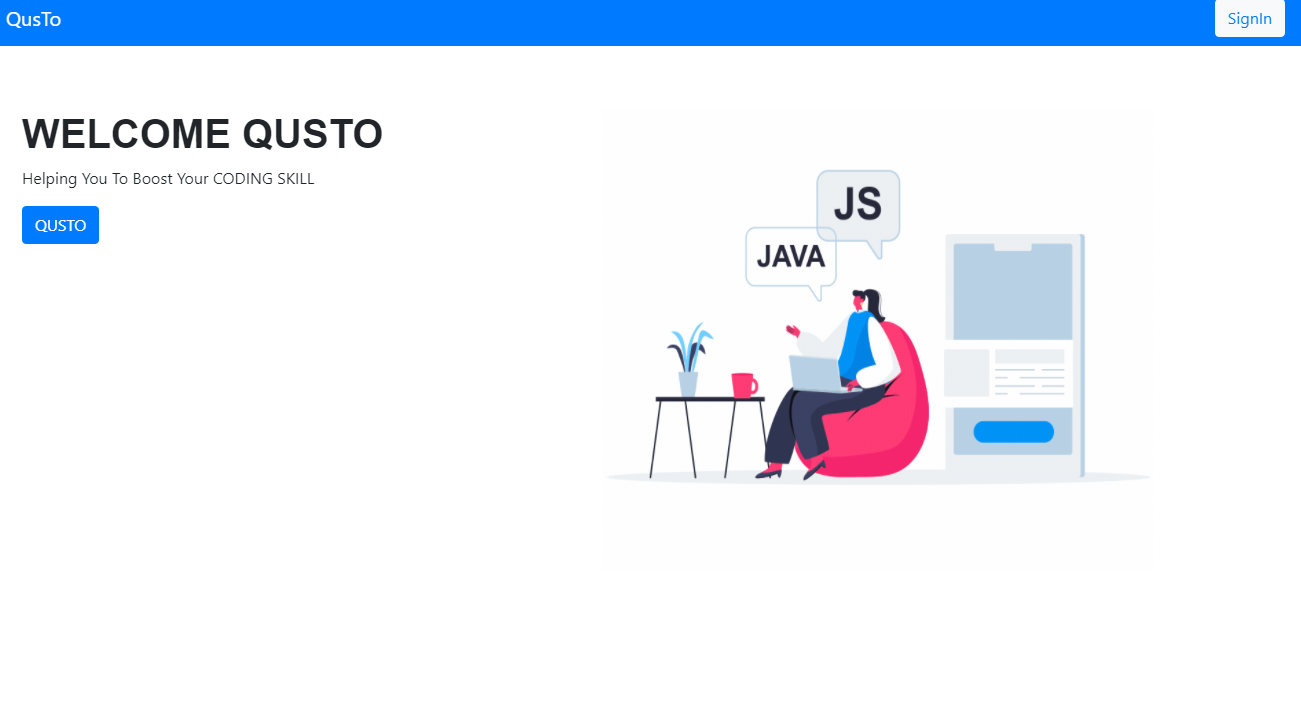 QusTo
SignIn
WELCOME QUSTO
Helping You To Boost Your CODING SKILL
QUSTO
JS
JAVA